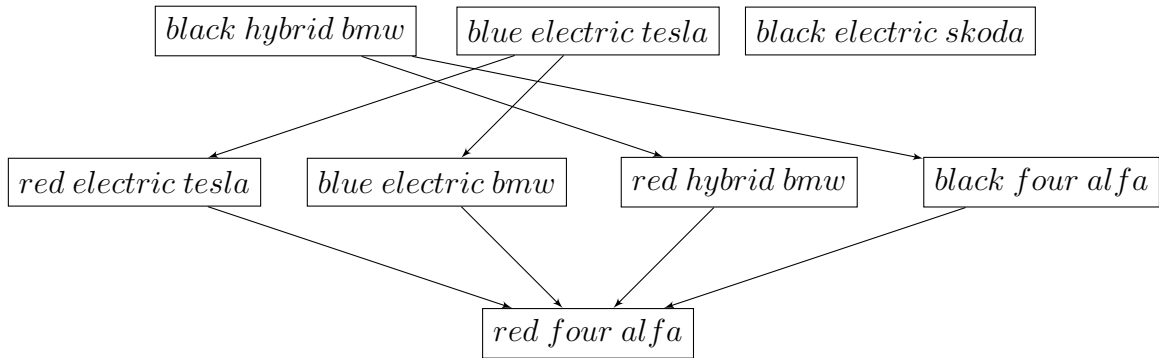 black hybrid bmw
blue electric tesla
black electric skoda
red electric tesla
blue electric bmw
red hybrid bmw
black four alfa
red four alfa